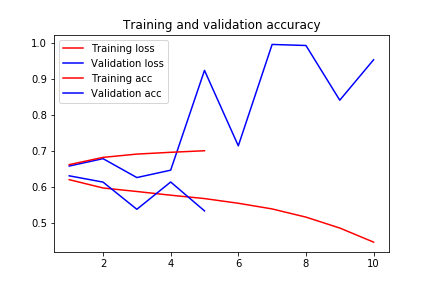 Training and validation accuracy
1.0
0.9
0.8
0.7
0.6
0.5
Training loss
Validation loss
Training acc
Validation acc
2 4 6 8 10